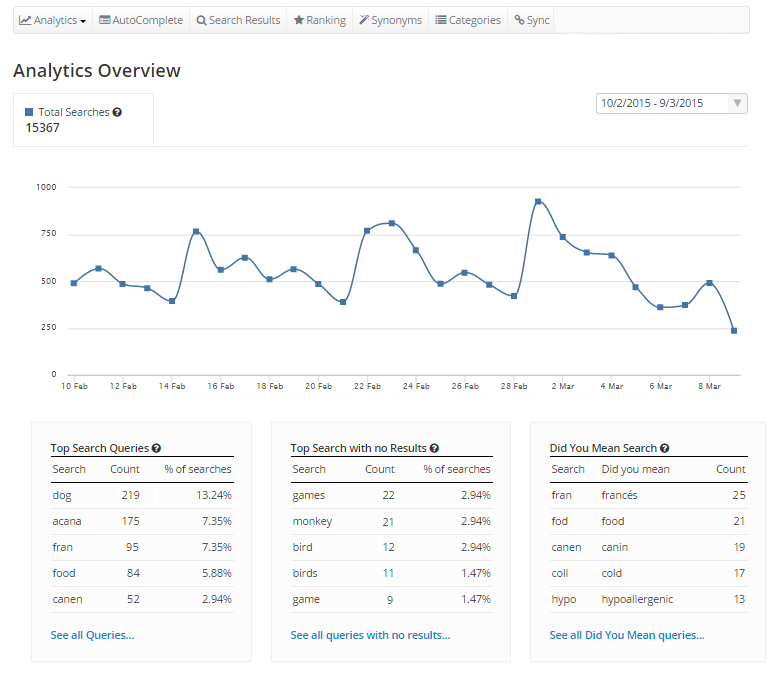 Analytics AutoComplete Search Results Ranking Synonyms Categories Sync
Analytics Overview
Total Searches
15367
10/2/2015 - 9/3/2015
1000
750
500
250
0
10 Feb 12 Feb 14 Feb 16 Feb 18 Feb 20 Feb 22 Feb 24 Feb 26 Feb 28 Feb 2 Mar 4 Mar 6 Mar 8 Mar
Top Search Queries
Search Count % of searches
dog 219 13.24%
acana 175 7.35%
fran 95 7.35%
food 84 5.88%
canen 52 2.94%
See all Queries...
Top Search with no Results
Search Count % of searches
games 22 2.94%
monkey 21 2.94%
bird 12 2.94%
birds 11 1.47%
game 9 1.47%
See all queries with no results...
Did You Mean Search
Search Did you mean Count
fran francés 25
fod food 21
canen canin 19
coll cold 17
hypo hypoallergenic 13
See all Did You Mean queries...